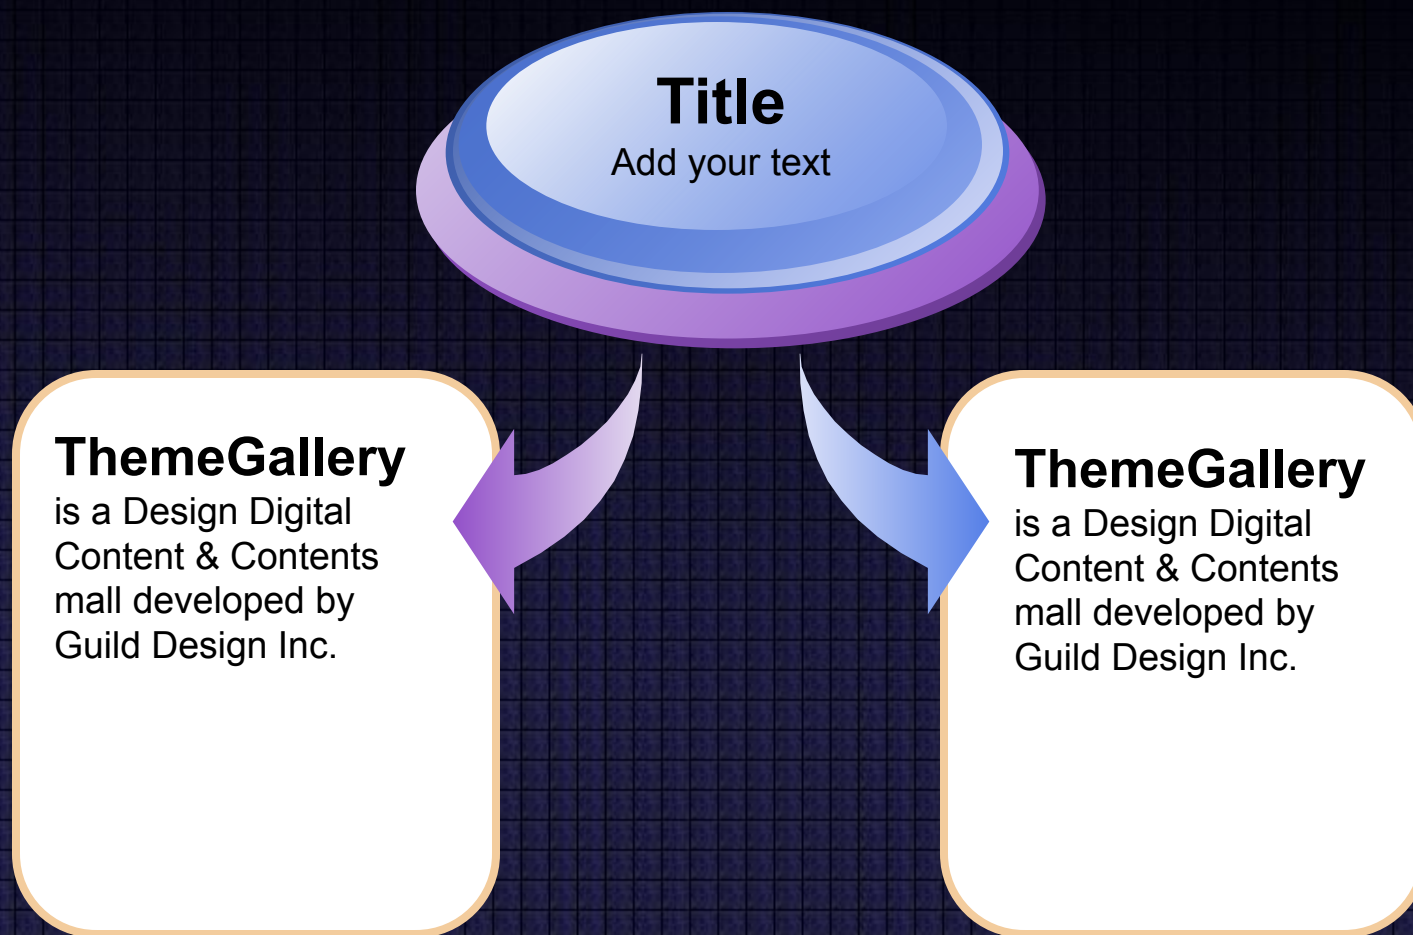 Title
Add your text
ThemeGallery
is a Design Digital
Content & Contents
mall developed by
Guild Design Inc.
ThemeGallery
is a Design Digital
Content & Contents
mall developed by
Guild Design Inc.